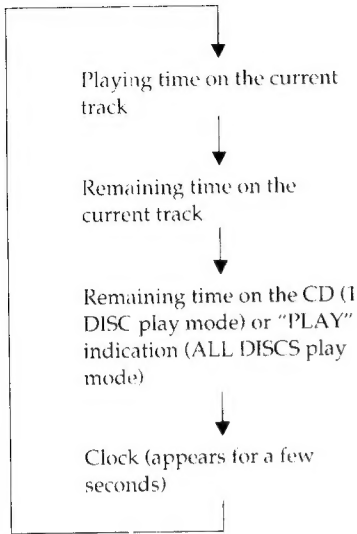 Playing time on the current
track
Remaining time on the
current track
Remaining time on the CD (1
DISC play mode) or "PLAY"
indication (ALL DISCS play
mode)
Clock (appears for a few
seconds)